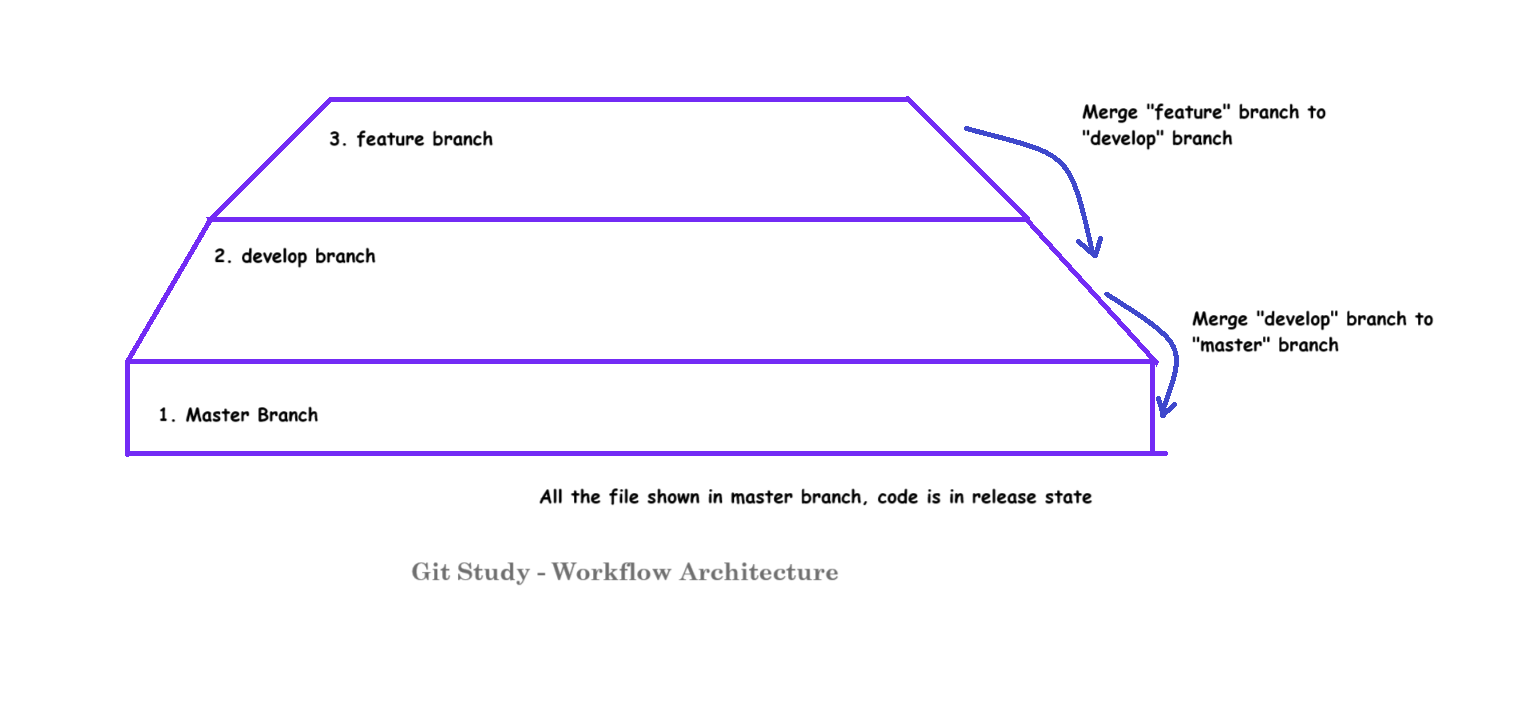 3. feature branch
Merge "feature" branch to
"develop" branch
2. develop branch
Merge "develop" branch to
"master" branch
1. Master Branch
All the file shown in master branch, code is in release state
Git Study - Workflow Architecture